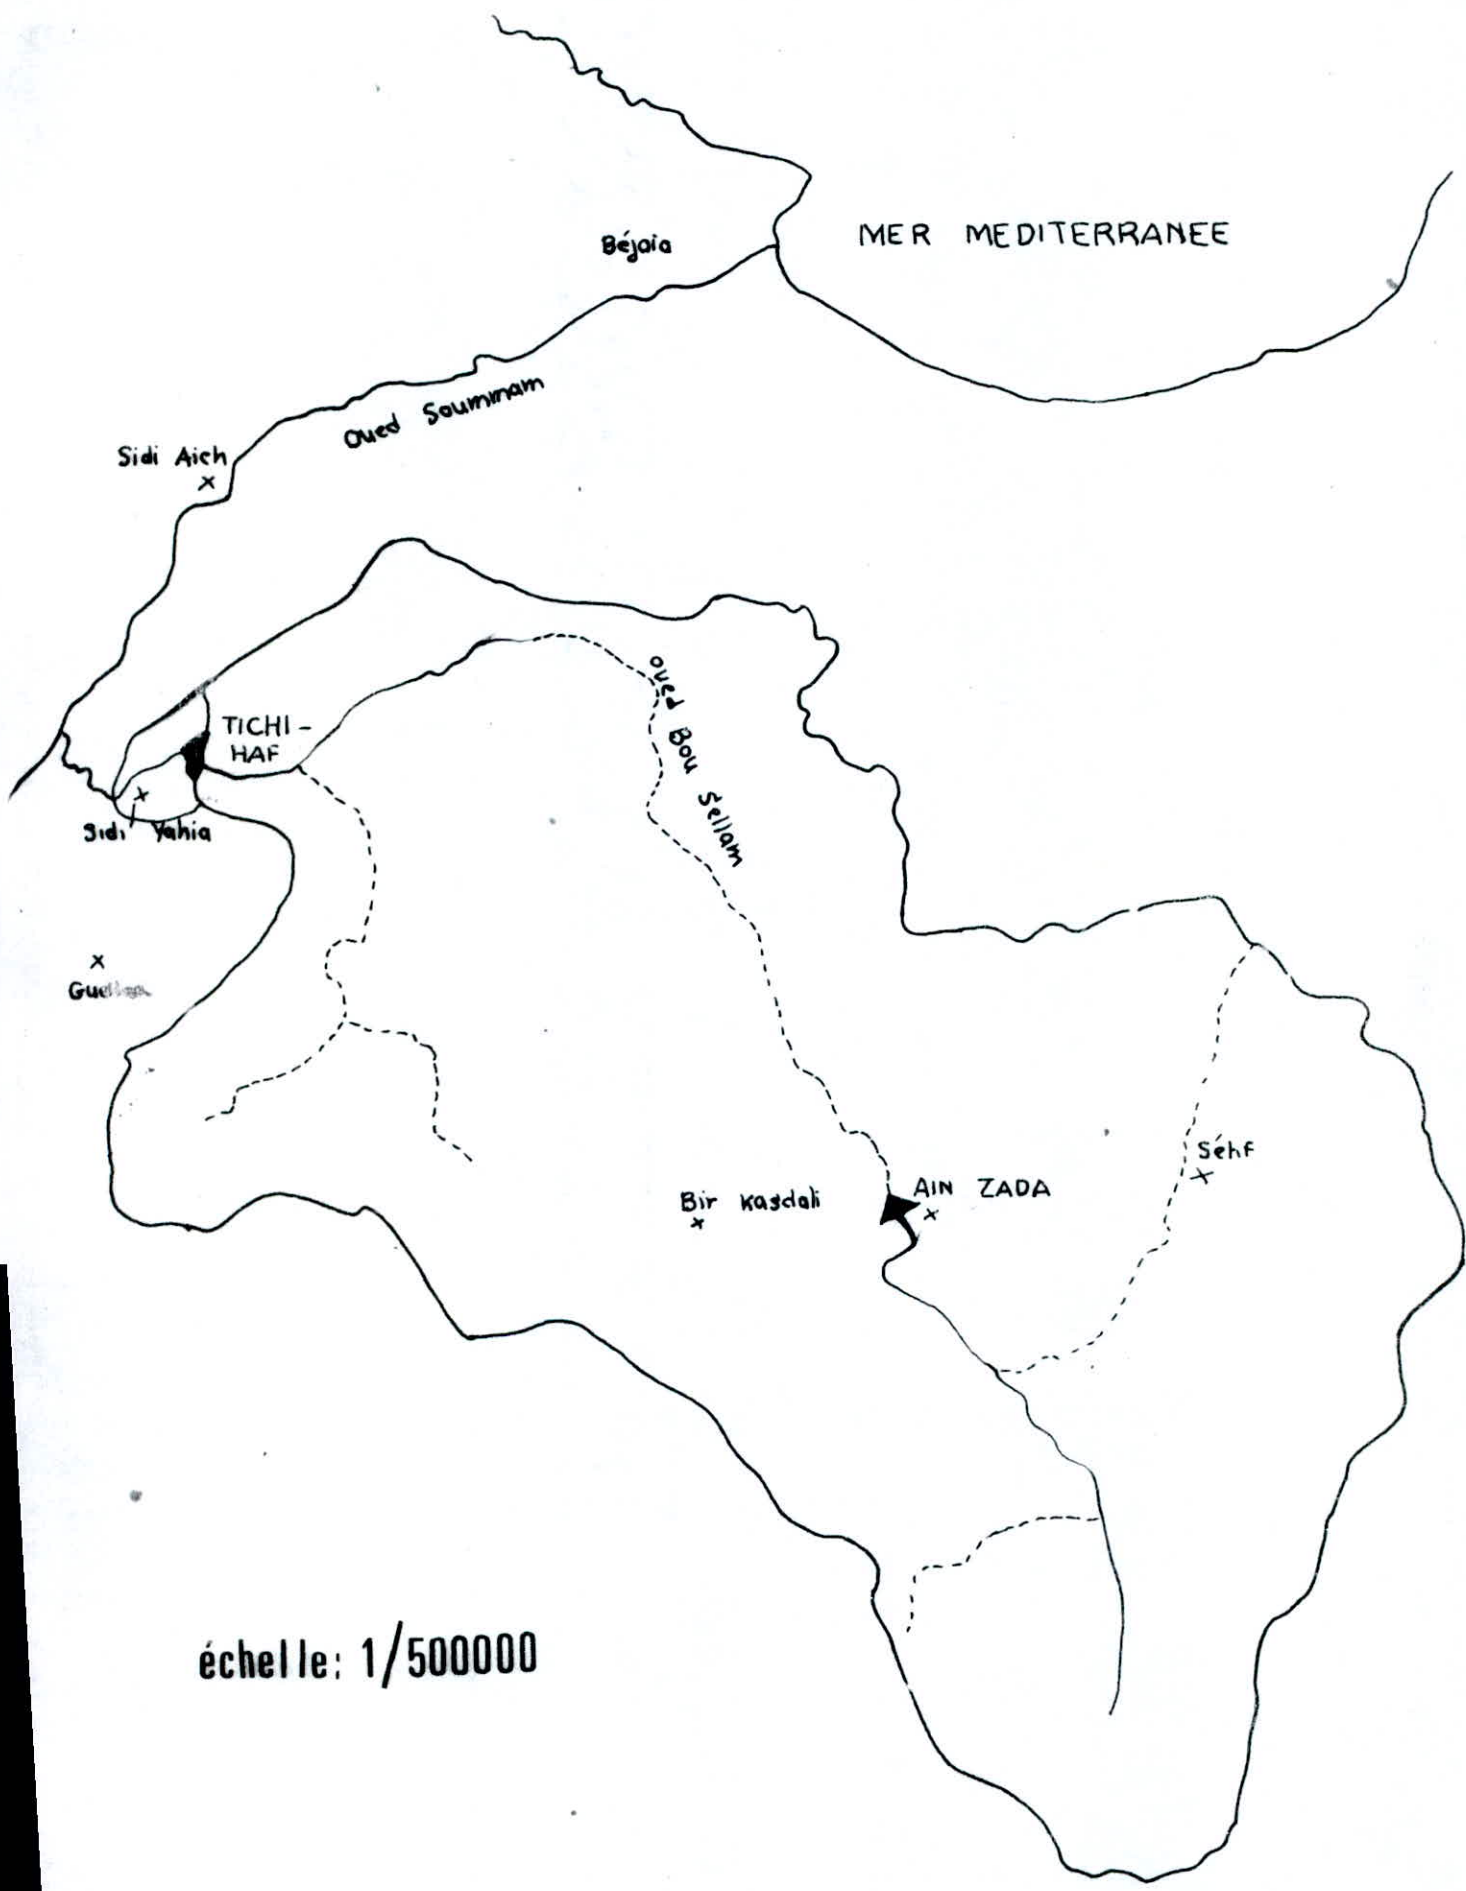 MER MEDITERRANEE
Béjaia
Oued Soummam
Sidi Aich
TICHI-
HAF
oued Bou Sellam
Sidi Yahia
Séhf
AIN ZADA
Bir Kasdali
échelle: 1/500000